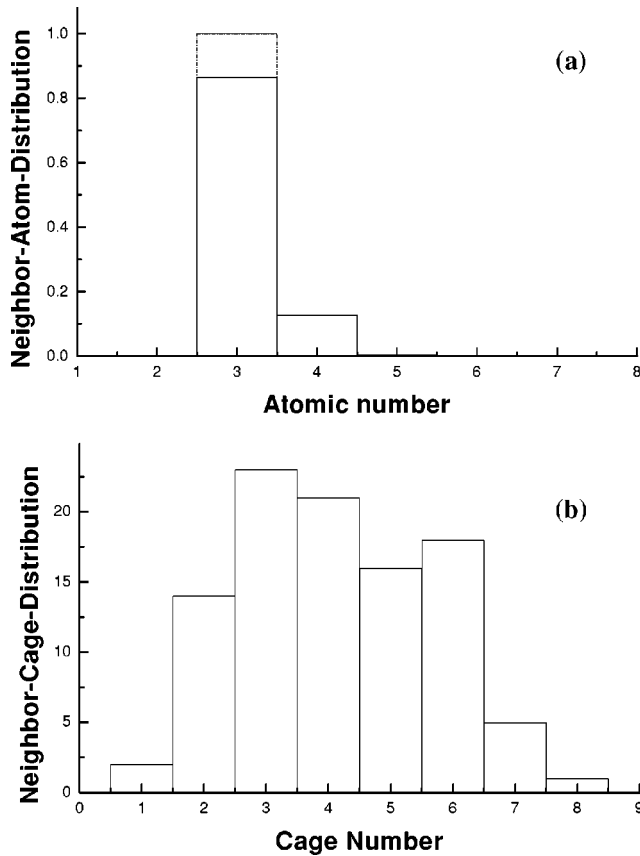 (a)
Neighbor-Atom-Distribution
1.0
0.8
0.6
0.4
0.2
0.0
1 2 3 4 5 6 7 8
Atomic number
(b)
Neighbor-Cage-Distribution
20
15
10
5
0
0 1 2 3 4 5 6 7 8 9
Cage Number